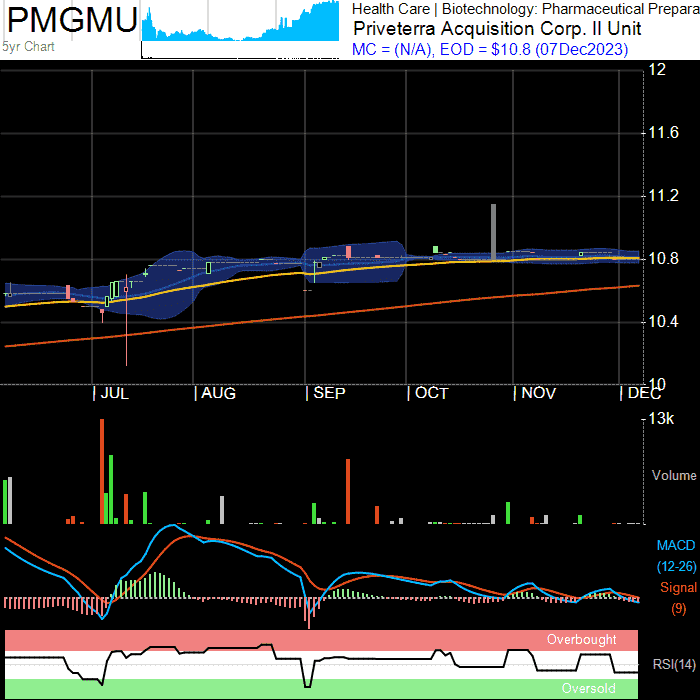 PMGMU
5yr Chart
Health Care | Biotechnology: Pharmaceutical Prepara
Priveterra Acquisition Corp. II Unit
MC = (N/A), EOD = $10.8 (07Dec2023)
12
11.6
11.2
10.8
10.4
10
| JUL | AUG | SEP | OCT | NOV | DEC
13k
Volume
MACD
(12-26)
Signal
(9)
Overbought
RSI(14)
Oversold